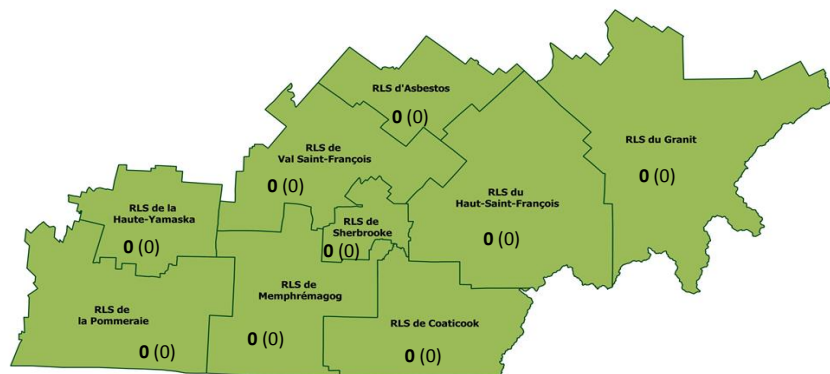 RLS d'Asbestos
0 (0)
RLS du Granit
0 (0)
RLS de
Val Saint-François
0 (0)
RLS du
Haut-Saint-François
0 (0)
RLS de la
Haute-Yamaska
0 (0)
RLS de
Sherbrooke
0 (0)
RLS de
Memphrémagog
0 (0)
RLS de
la Pommeraie
0 (0)
RLS de Coaticook
0 (0)